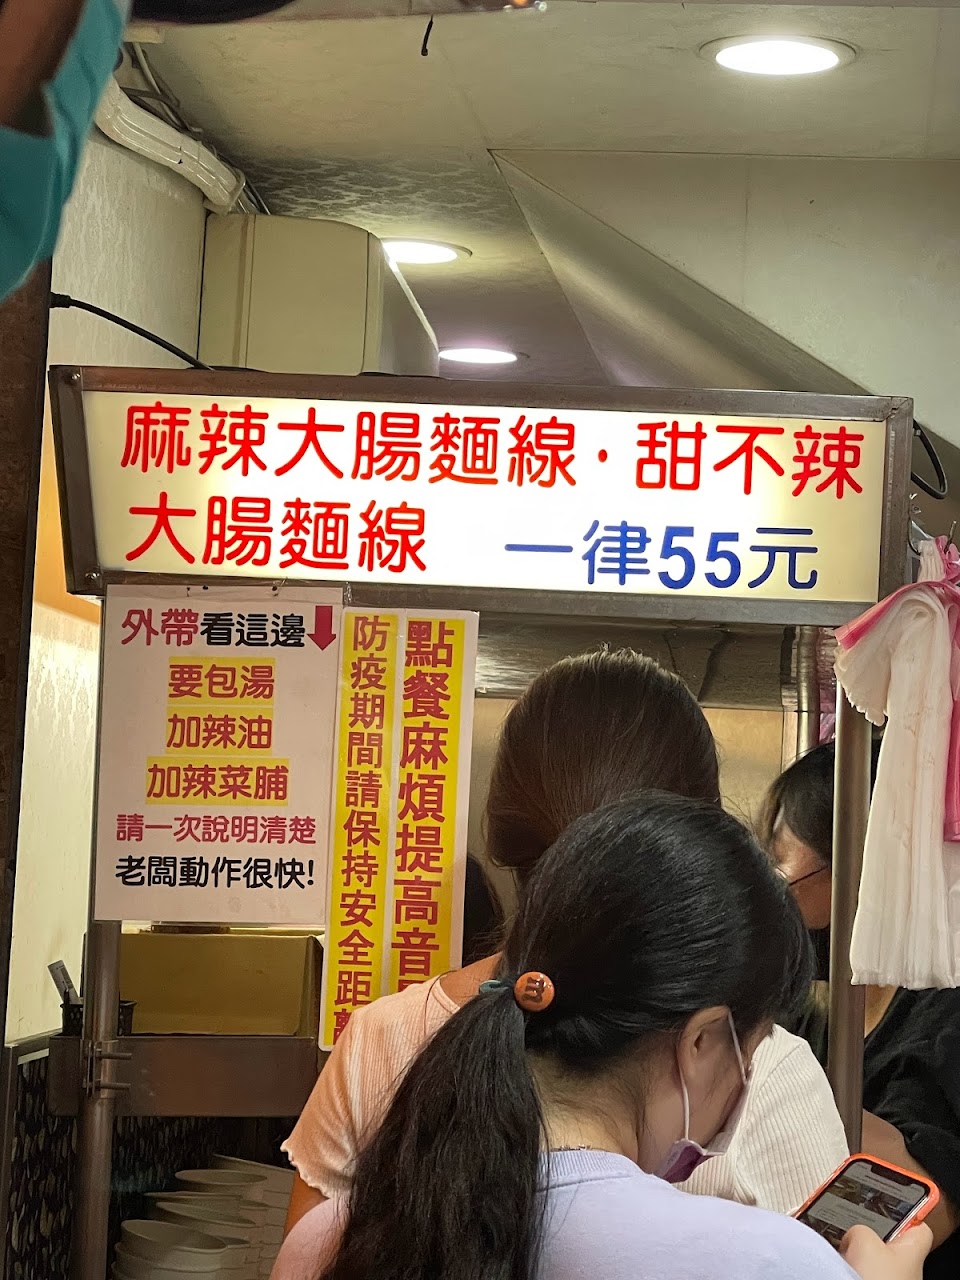 麻辣大腸麵線·甜不辣
大腸麵線 一律55元
外帶看這邊
要包湯
加辣油
加辣菜脯
請一次說明清楚
老闆動作很快!
點餐麻煩提高音
防疫期間請保持安全距離
m